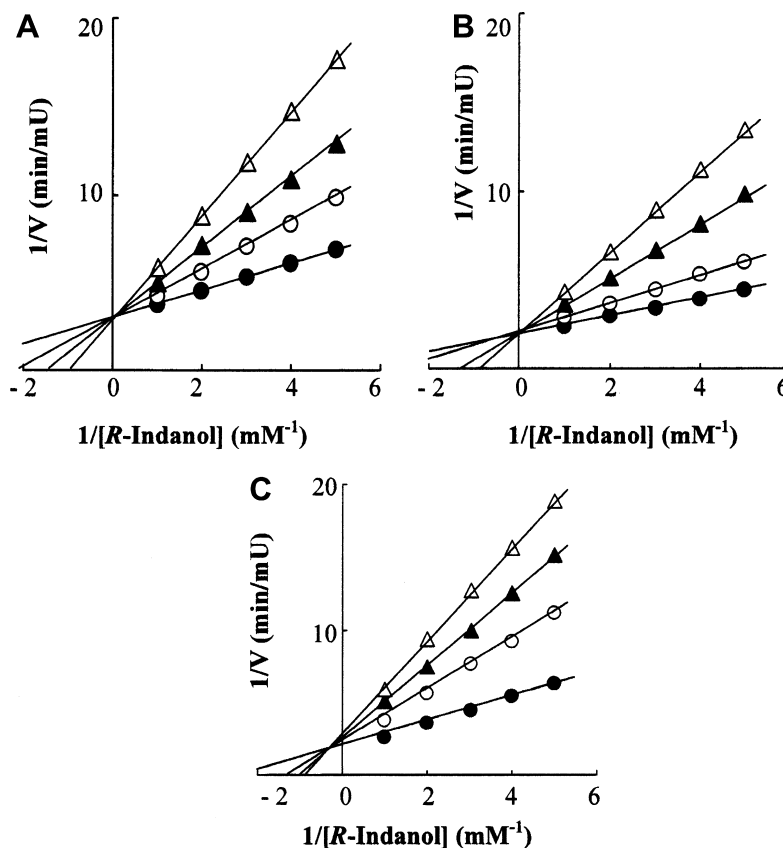 A
20
10
1/V (min/mU)
-2 0 2 4 6
1/[R-Indanol] (mM-1)
B
20
10
1/V (min/mU)
-2 0 2 4 6
1/[R-Indanol] (mM-1)
C
20
10
1/V (min/mU)
- 2 0 2 4 6
1/[R-Indanol] (mM-1)